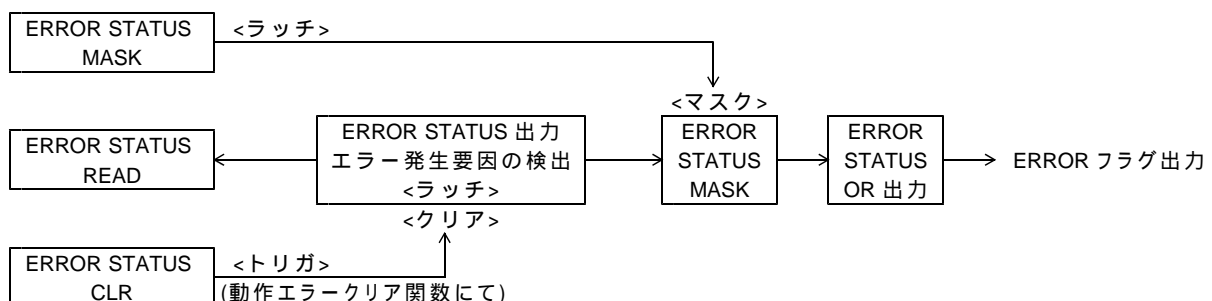 ERROR STATUS
MASK
<ラッチ>
<マスク>
ERROR STATUS
READ
ERROR STATUS 出力
エラー発生要因の検出
<ラッチ>
<クリア>
ERROR
STATUS
MASK
ERROR
STATUS
OR 出力
ERROR フラグ出力
ERROR STATUS
CLR
<トリガ>
(動作エラークリア関数にて)